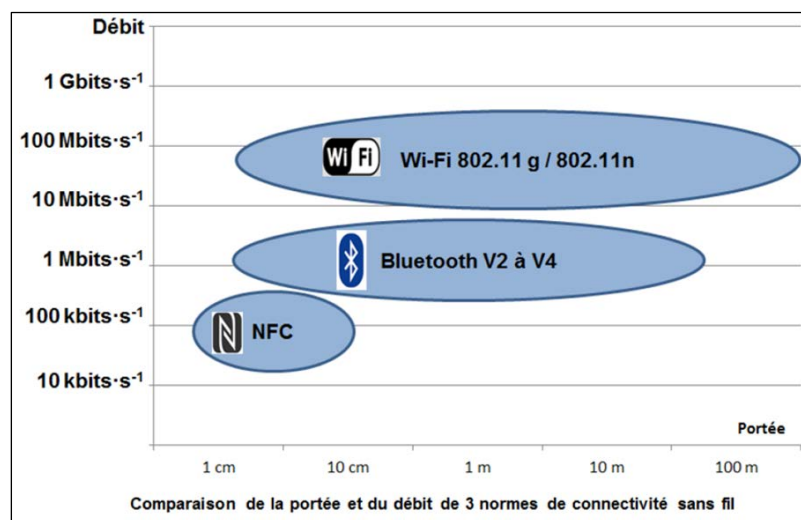 Débit
1 Gbits·s-1
100 Mbits·s-1
Wi Fi Wi-Fi 802.11 g / 802.11n
10 Mbits·s-1
1 Mbits·s-1
Bluetooth V2 à V4
100 kbits·s-1
NFC
10 kbits·s-1
Portée
1 cm 10 cm 1 m 10 m 100 m
Comparaison de la portée et du débit de 3 normes de connectivité sans fil